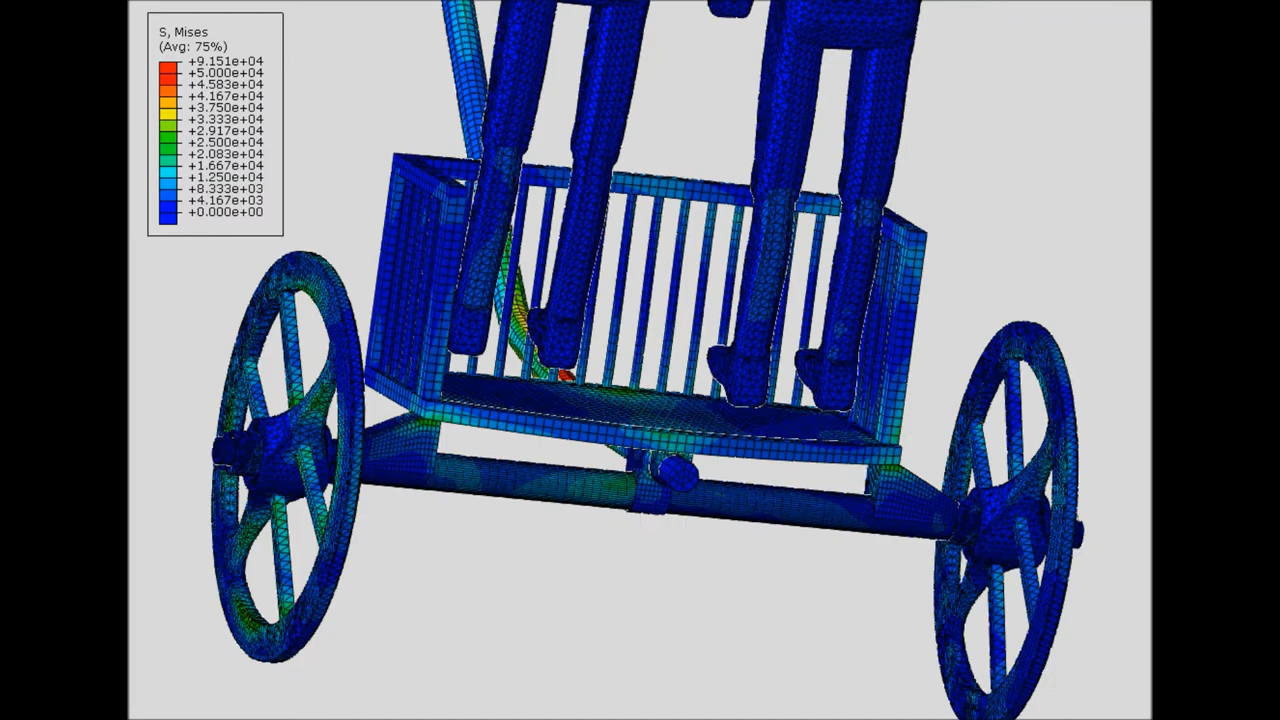 S, Mises
(Avg: 75%)
+9.151e+04
+5.000e+04
+4.583e+04
+4.167e+04
+3.750e+04
+3.333e+04
+2.917e+04
+2.500e+04
+2.083e+04
+1.667e+04
+1.250e+04
+8.333e+03
+4.167e+03
+0.000e+00